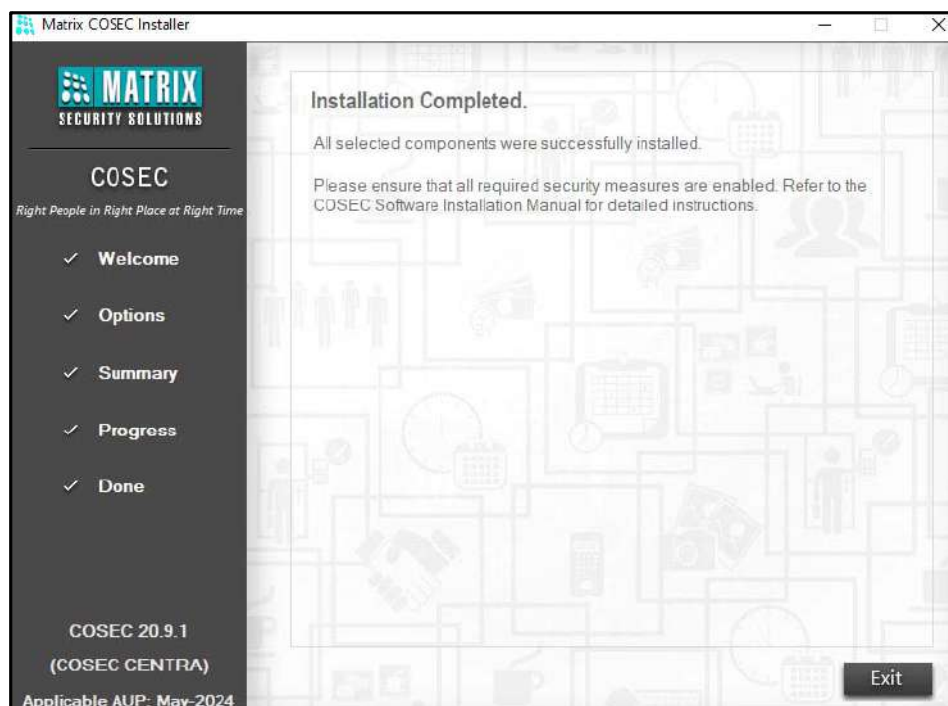 Matrix COSEC Installer
MATRIX
SECURITY SOLUTIONS
COSEC
Right People in Right Place at Right Time
✓ Welcome
✓ Options
✓ Summary
✓ Progress
✓ Done
COSEC 20.9.1
(COSEC CENTRA)
Applicable AUP: May-2024
Installation Completed.
All selected components were successfully installed.
Please ensure that all required security measures are enabled. Refer to the
COSEC Software Installation Manual for detailed instructions.
Exit